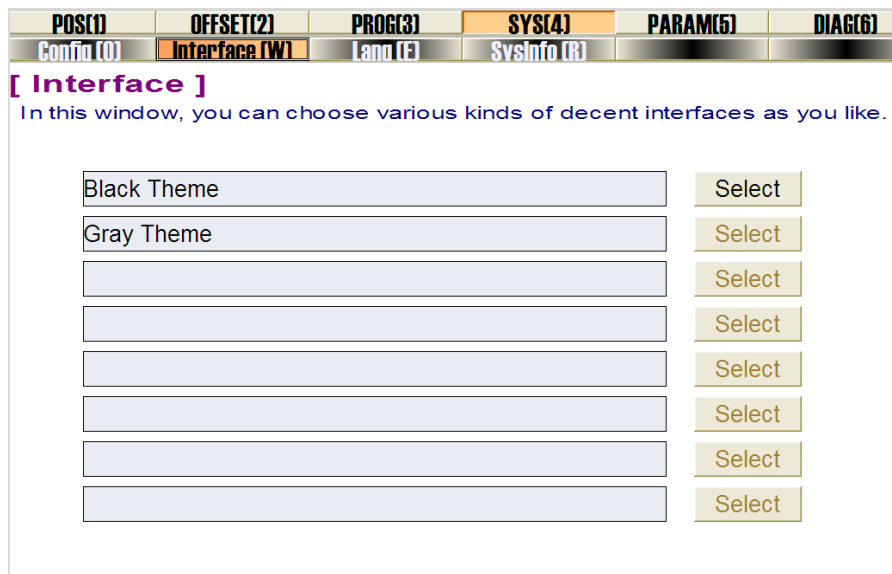 POS(1) OFFSET(2) PROG(3) SYS(4) PARAM(5) DIAG(6)
Config (Q) Interface (W) Lang (E) SysInfo (R)
[ Interface ]
In this window, you can choose various kinds of decent interfaces as you like.
Black Theme Select
Gray Theme Select
Select
Select
Select
Select
Select
Select